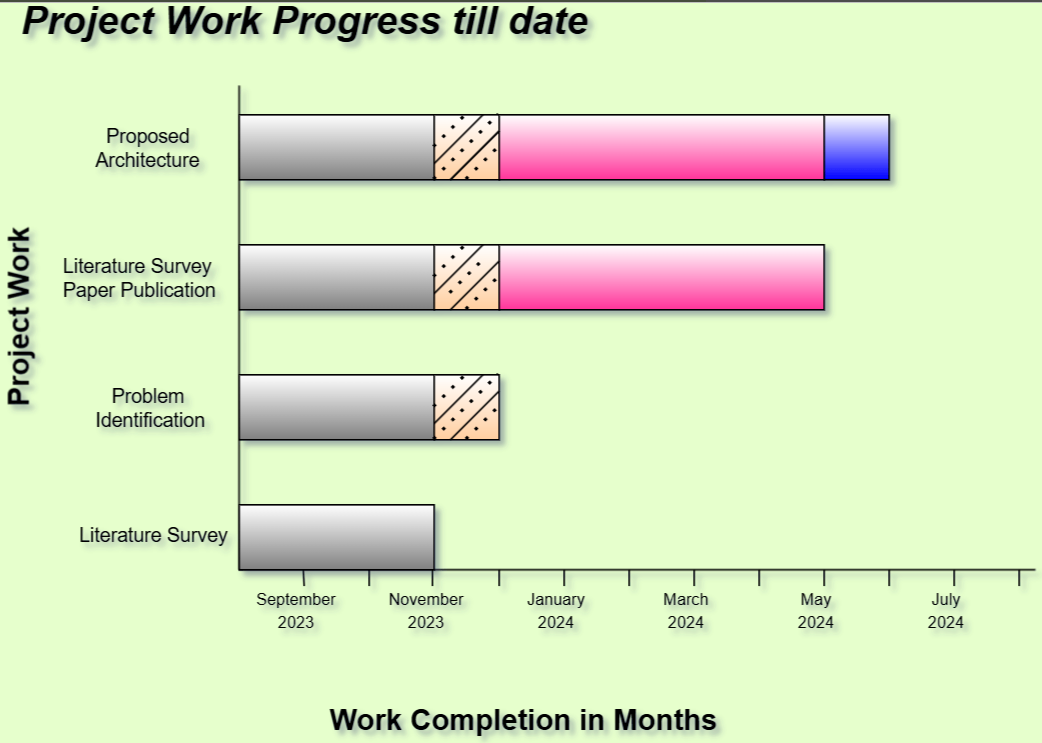 Project Work Progress till date
Proposed
Architecture
Literature Survey
Paper Publication
Problem
Identification
Literature Survey
Project Work
September
2023
November
2023
January
2024
March
2024
May
2024
July
2024
Work Completion in Months